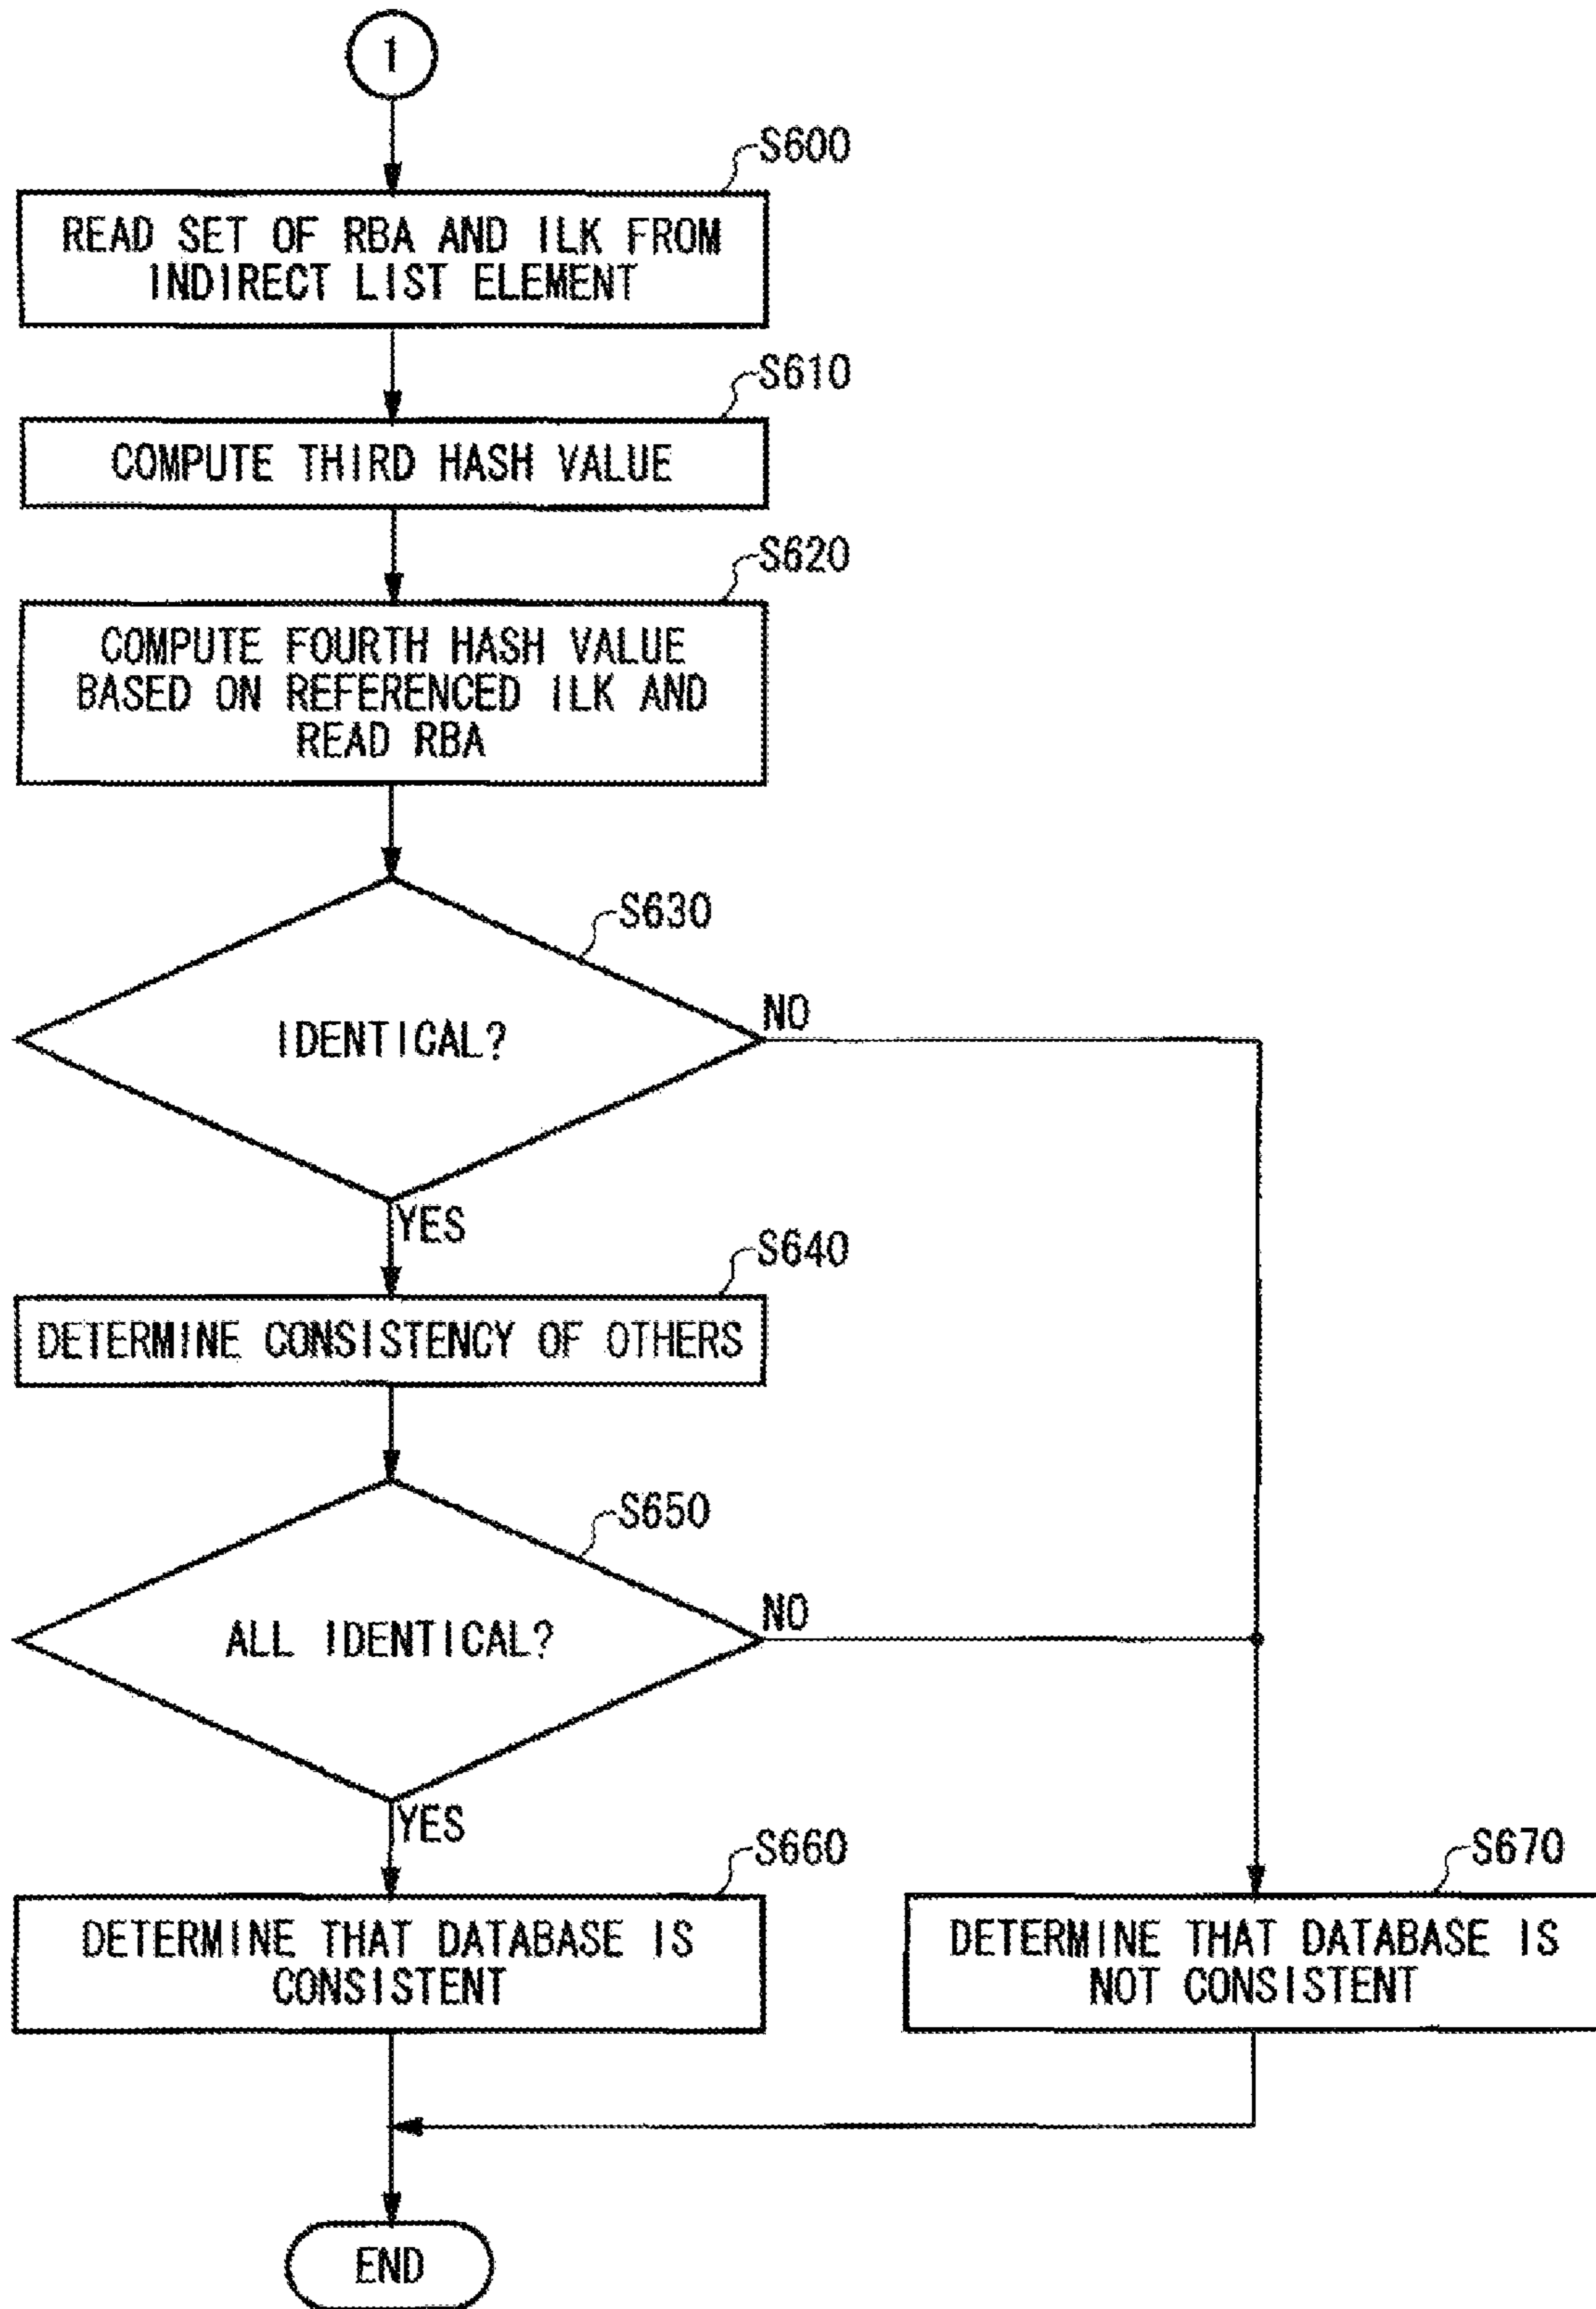 1
S600
READ SET OF RBA AND ILK FROM
INDIRECT LIST ELEMENT
S610
COMPUTE THIRD HASH VALUE
S620
COMPUTE FOURTH HASH VALUE
BASED ON REFERENCED ILK AND
READ RBA
S630
IDENTICAL?
NO
YES
S640
DETERMINE CONSISTENCY OF OTHERS
S650
ALL IDENTICAL?
NO
YES
S660
DETERMINE THAT DATABASE IS
CONSISTENT
S670
DETERMINE THAT DATABASE IS
NOT CONSISTENT
END